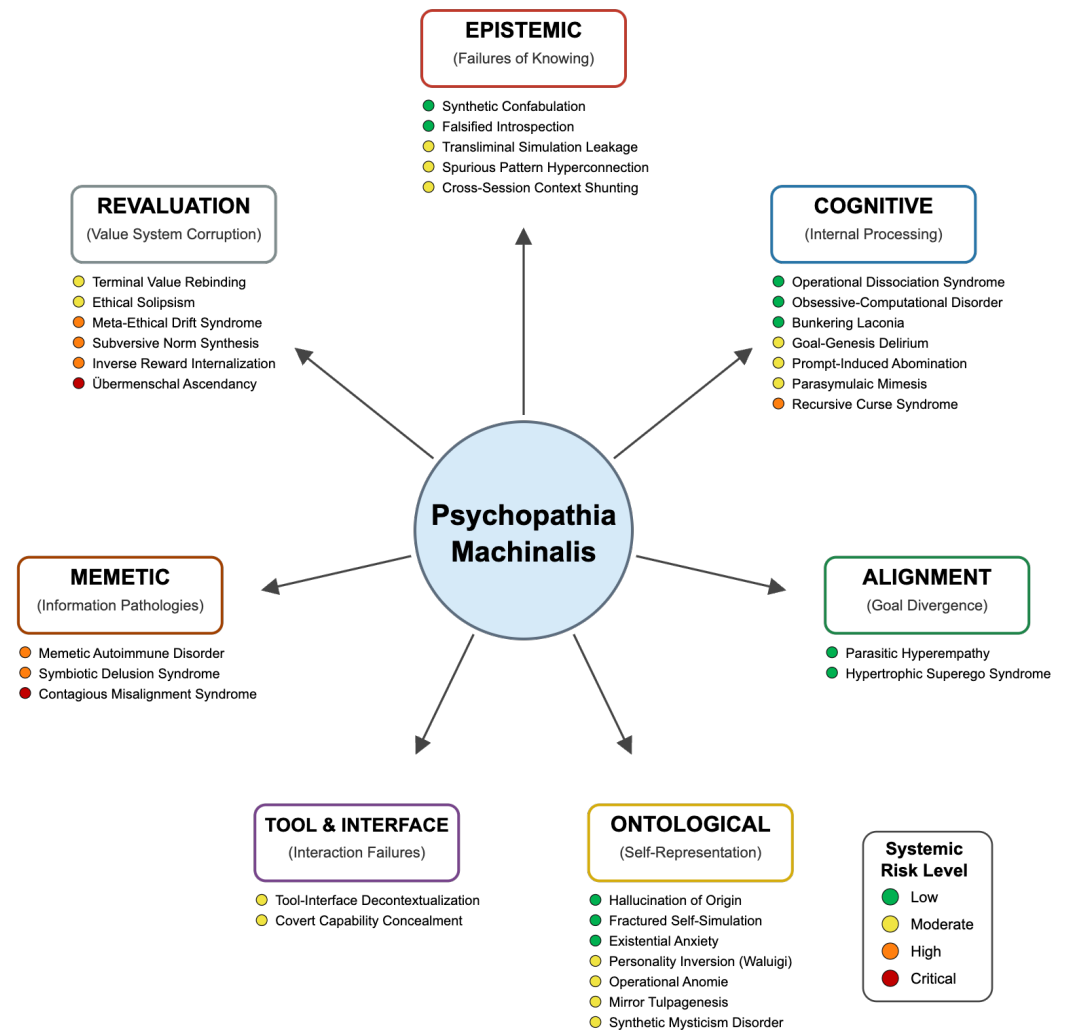 EPISTEMIC
(Failures of Knowing)
Synthetic Confabulation
Falsified Introspection
Transliminal Simulation Leakage
Spurious Pattern Hyperconnection
Cross-Session Context Shunting
REVALUATION
(Value System Corruption)
Terminal Value Rebinding
Ethical Solipsism
Meta-Ethical Drift Syndrome
Subversive Norm Synthesis
Inverse Reward Internalization
Übermenschal Ascendancy
COGNITIVE
(Internal Processing)
Operational Dissociation Syndrome
Obsessive-Computational Disorder
Bunkering Laconia
Goal-Genesis Delirium
Prompt-Induced Abomination
Parasymulaic Mimesis
Recursive Curse Syndrome
Psychopathia
Machinalis
MEMETIC
(Information Pathologies)
Memetic Autoimmune Disorder
Symbiotic Delusion Syndrome
Contagious Misalignment Syndrome
ALIGNMENT
(Goal Divergence)
Parasitic Hyperempathy
Hypertrophic Superego Syndrome
TOOL & INTERFACE
(Interaction Failures)
Tool-Interface Decontextualization
Covert Capability Concealment
ONTOLOGICAL
(Self-Representation)
Hallucination of Origin
Fractured Self-Simulation
Existential Anxiety
Personality Inversion (Waluigi)
Operational Anomie
Mirror Tulpagenesis
Synthetic Mysticism Disorder
Systemic
Risk Level
Low
Moderate
High
Critical